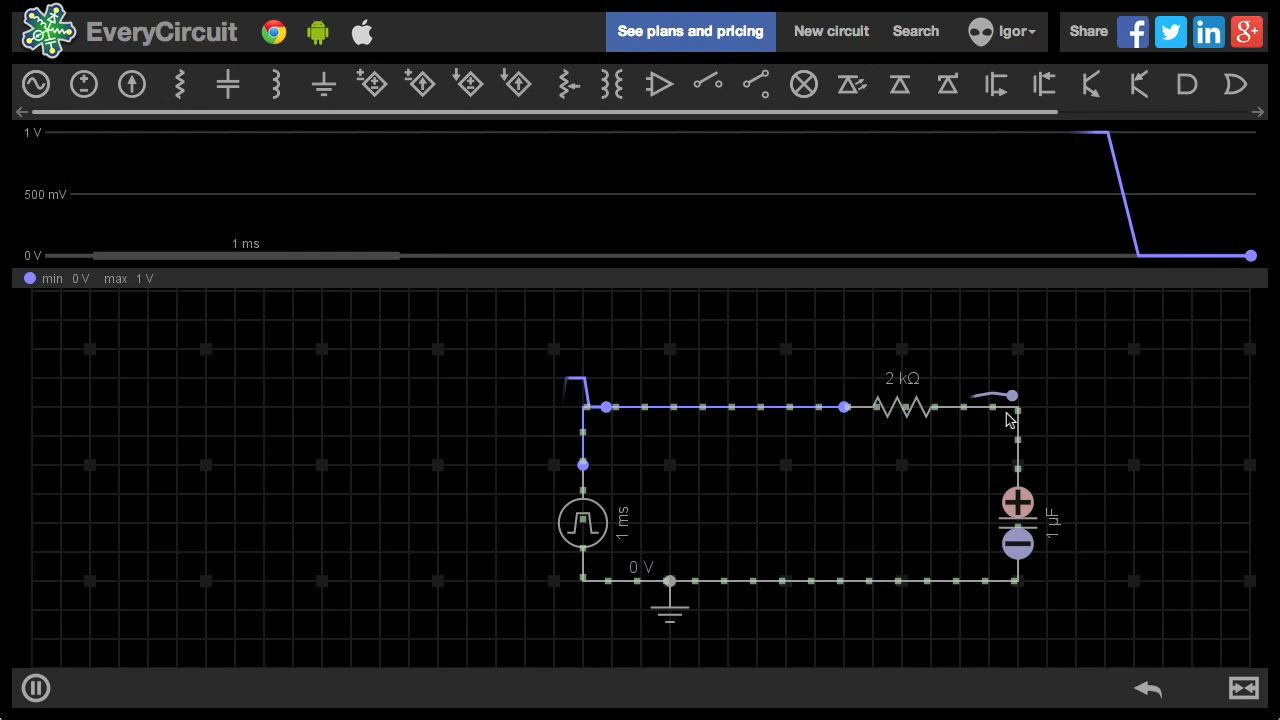 EveryCircuit
See plans and pricing
New circuit
Search
Igor
Share
1 V
500 mV
1 ms
0 V
min 0 V max 1 V
2 kΩ
1 ms
1 µF
0 V